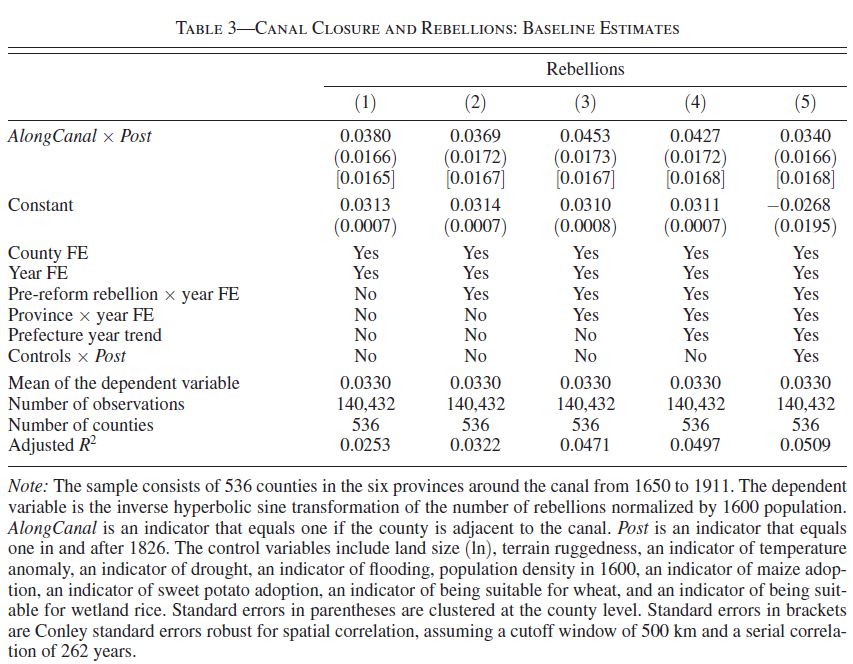 TABLE 3—CANAL CLOSURE AND REBELLIONS: BASELINE ESTIMATES
Rebellions
(1) (2) (3) (4) (5)
AlongCanal × Post 0.0380 0.0369 0.0453 0.0427 0.0340
(0.0166) (0.0172) (0.0173) (0.0172) (0.0166)
[0.0165] [0.0167] [0.0167] [0.0168] [0.0168]
Constant 0.0313 0.0314 0.0310 0.0311 −0.0268
(0.0007) (0.0007) (0.0008) (0.0007) (0.0195)
County FE Yes Yes Yes Yes Yes
Year FE Yes Yes Yes Yes Yes
Pre-reform rebellion × year FE No Yes Yes Yes Yes
Province × year FE No No Yes Yes Yes
Prefecture year trend No No No Yes Yes
Controls × Post No No No No Yes
Mean of the dependent variable 0.0330 0.0330 0.0330 0.0330 0.0330
Number of observations 140,432 140,432 140,432 140,432 140,432
Number of counties 536 536 536 536 536
Adjusted R² 0.0253 0.0322 0.0471 0.0497 0.0509
Note: The sample consists of 536 counties in the six provinces around the canal from 1650 to 1911. The dependent
variable is the inverse hyperbolic sine transformation of the number of rebellions normalized by 1600 population.
AlongCanal is an indicator that equals one if the county is adjacent to the canal. Post is an indicator that equals
one in and after 1826. The control variables include land size (ln), terrain ruggedness, an indicator of temperature
anomaly, an indicator of drought, an indicator of flooding, population density in 1600, an indicator of maize adop-
tion, an indicator of sweet potato adoption, an indicator of being suitable for wheat, and an indicator of being suit-
able for wetland rice. Standard errors in parentheses are clustered at the county level. Standard errors in brackets
are Conley standard errors robust for spatial correlation, assuming a cutoff window of 500 km and a serial correla-
tion of 262 years.